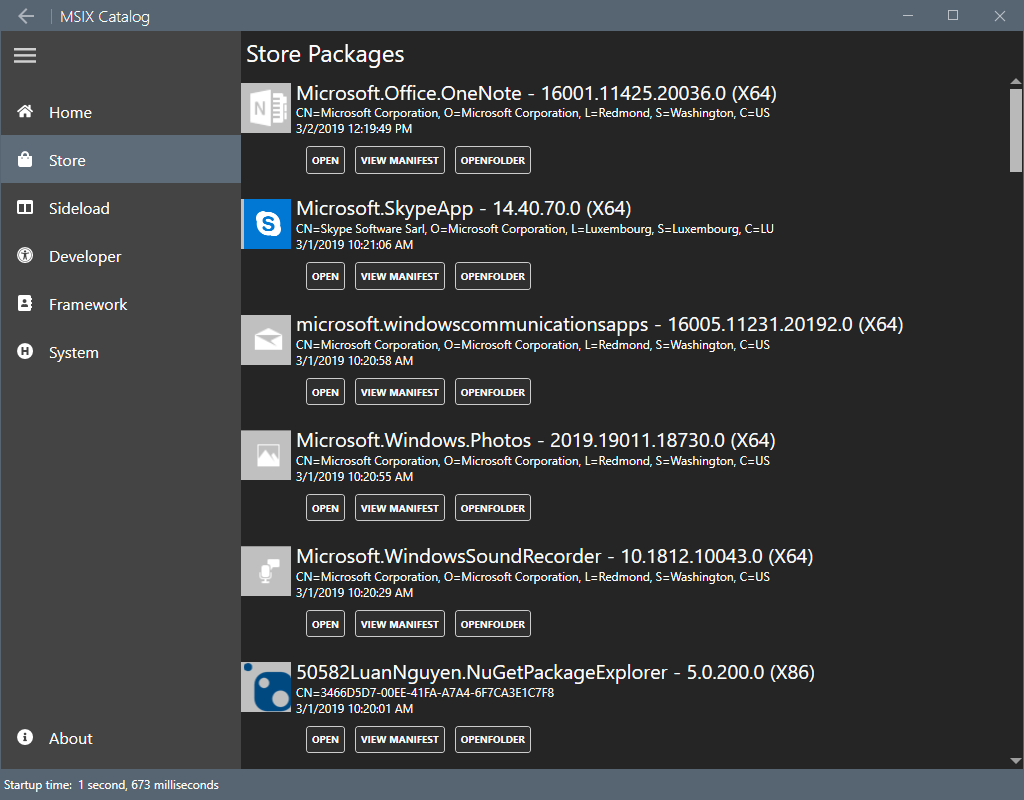 MSIX Catalog
Home
Store
Sideload
Developer
Framework
System
About
Store Packages
Microsoft.Office.OneNote - 16001.11425.20036.0 (X64)
CN=Microsoft Corporation, O=Microsoft Corporation, L=Redmond, S=Washington, C=US
3/2/2019 12:19:49 PM
OPEN VIEW MANIFEST OPENFOLDER
Microsoft.SkypeApp - 14.40.70.0 (X64)
CN=Skype Software Sarl, O=Microsoft Corporation, L=Luxembourg, S=Luxembourg, C=LU
3/1/2019 10:21:06 AM
OPEN VIEW MANIFEST OPENFOLDER
microsoft.windowscommunicationsapps - 16005.11231.20192.0 (X64)
CN=Microsoft Corporation, O=Microsoft Corporation, L=Redmond, S=Washington, C=US
3/1/2019 10:20:58 AM
OPEN VIEW MANIFEST OPENFOLDER
Microsoft.Windows.Photos - 2019.19011.18730.0 (X64)
CN=Microsoft Corporation, O=Microsoft Corporation, L=Redmond, S=Washington, C=US
3/1/2019 10:20:55 AM
OPEN VIEW MANIFEST OPENFOLDER
Microsoft.WindowsSoundRecorder - 10.1812.10043.0 (X64)
CN=Microsoft Corporation, O=Microsoft Corporation, L=Redmond, S=Washington, C=US
3/1/2019 10:20:29 AM
OPEN VIEW MANIFEST OPENFOLDER
50582LuanNguyen.NuGetPackageExplorer - 5.0.200.0 (X86)
CN=3466D5D7-00EE-41FA-A7A4-6F7CA3E1C7F8
3/1/2019 10:20:01 AM
OPEN VIEW MANIFEST OPENFOLDER
Startup time: 1 second, 673 milliseconds